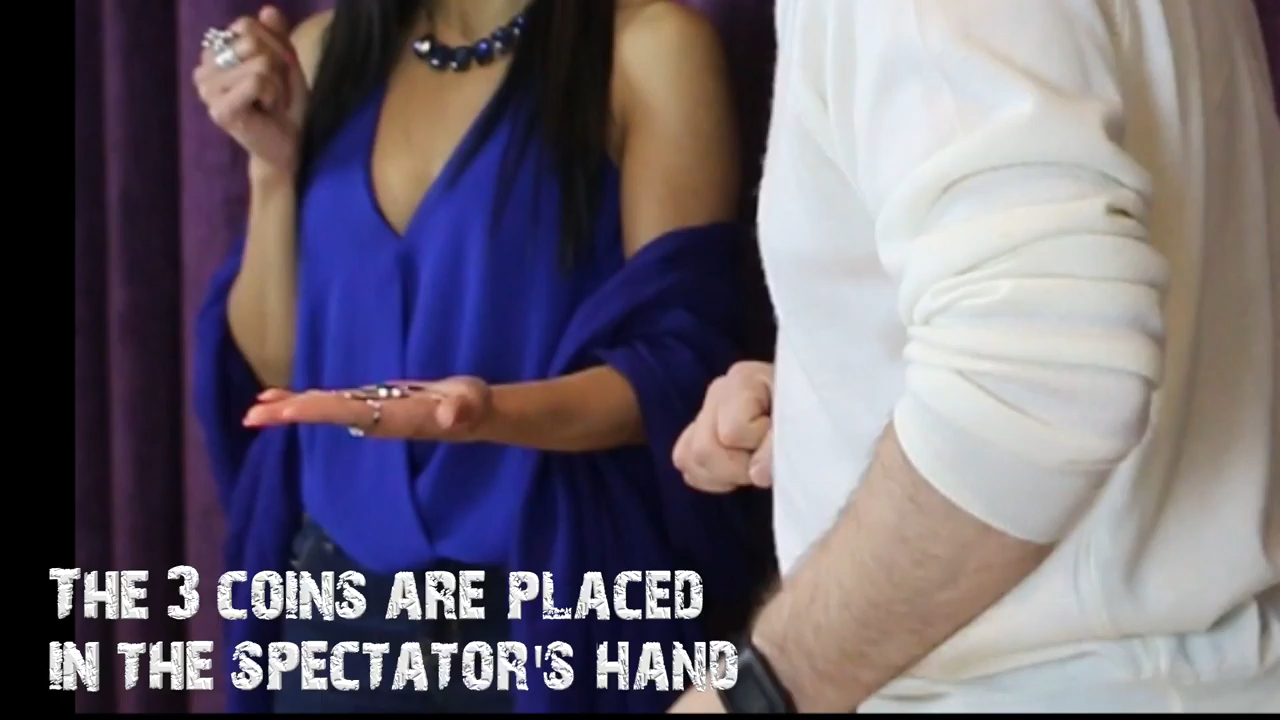 THE 3 COINS ARE PLACED
IN THE SPECTATOR'S HAND